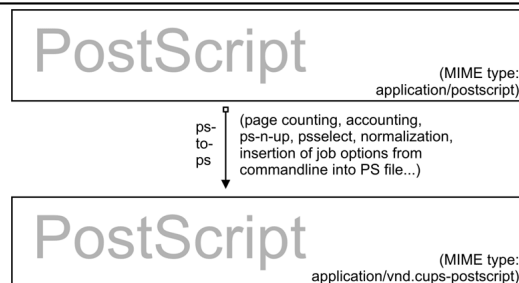 PostScript
(MIME type:
application/postscript)
ps-
to-
ps
(page counting, accounting,
ps-n-up, psselect, normalization,
insertion of job options from
commandline into PS file...)
PostScript
(MIME type:
application/vnd.cups-postscript)